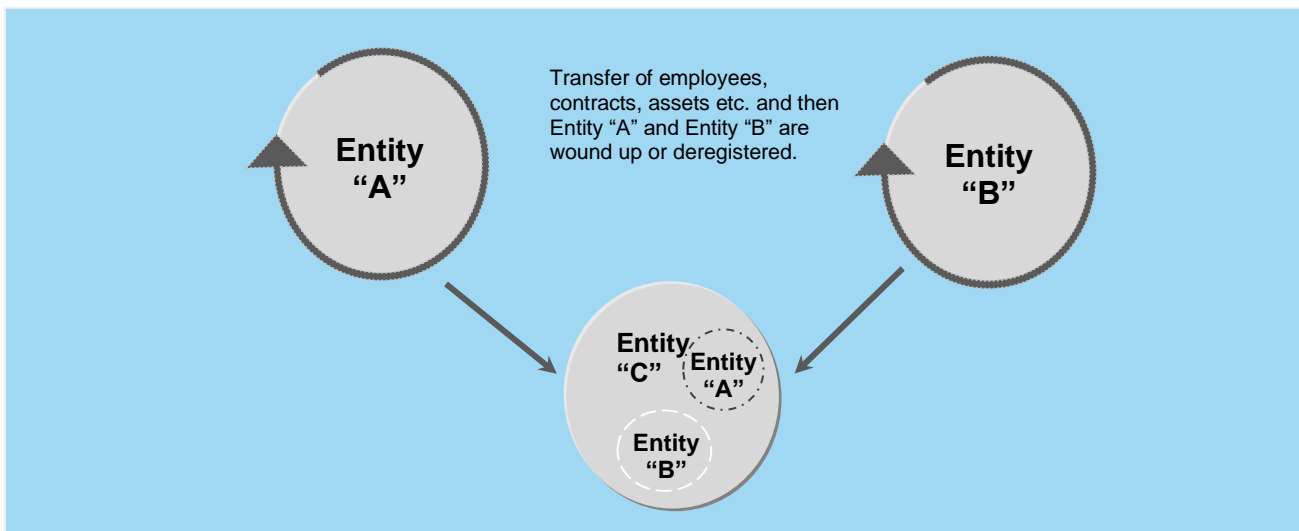 Entity
“A”
Transfer of employees,
contracts, assets etc. and then
Entity “A” and Entity “B” are
wound up or deregistered.
Entity
“B”
Entity
“C”
Entity
“A”
Entity
“B”